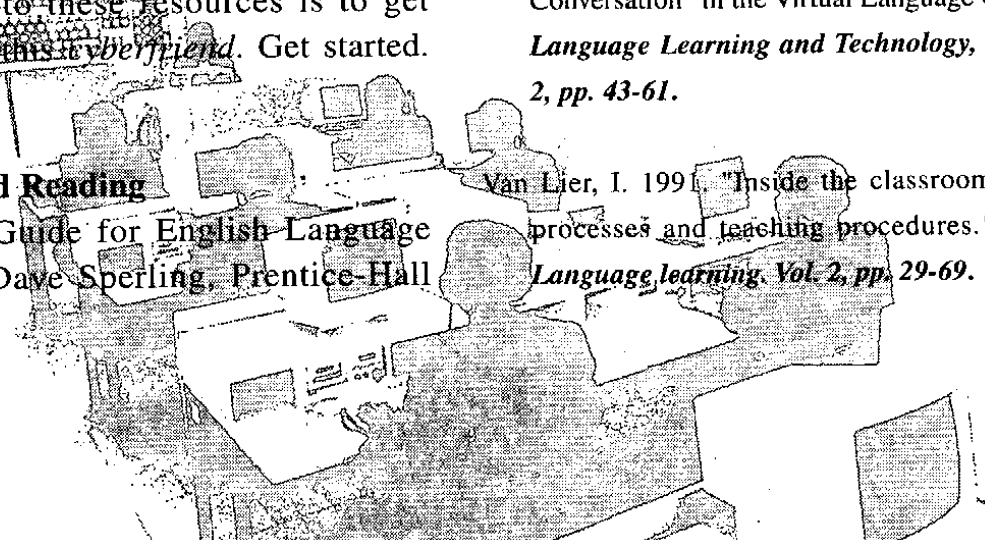 to these resources is to get
this cyberfriend. Get started.
d Reading
Guide for English Language
Dave Sperling, Prentice-Hall
Conversation" in the Virtual Language
Language Learning and Technology,
2, pp. 43-61.
Van Lier, I. 1991. "Inside the classroom
processes and teaching procedures."
Language learning. Vol. 2, pp. 29-69.